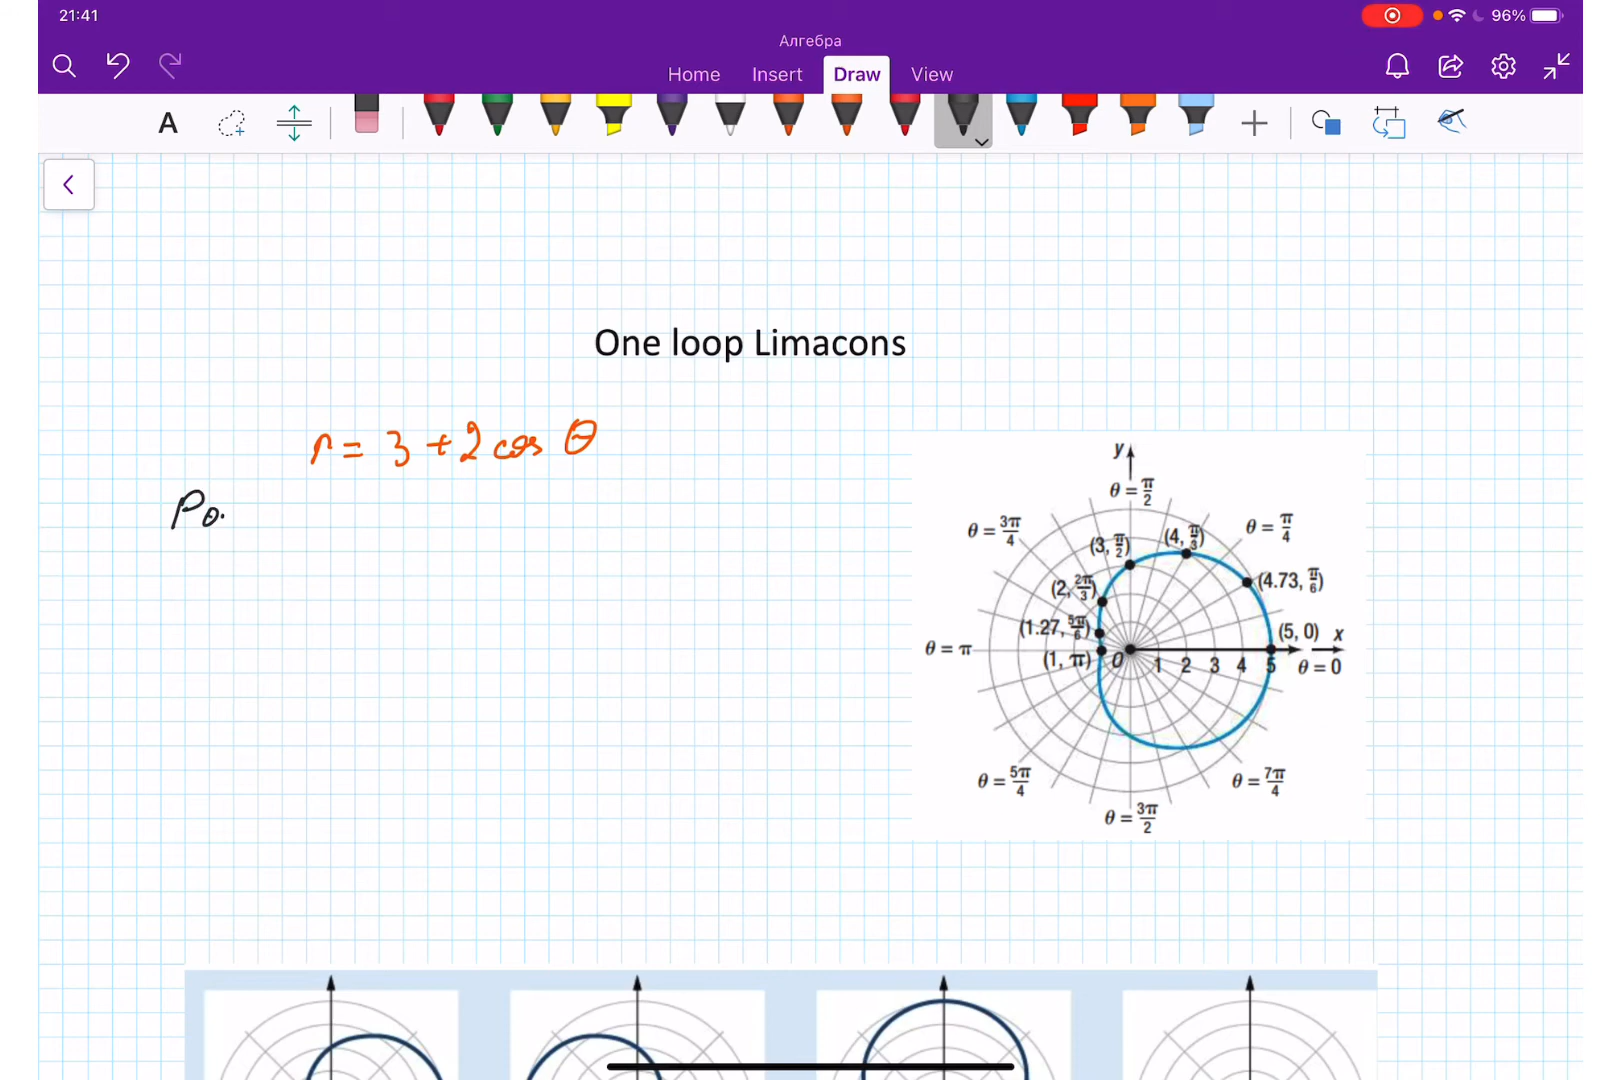 21:41
96%
Алгебра
Home Insert Draw View
A
One loop Limacons
r = 3 + 2 cos θ
Po.
y
θ = π/2
θ = 3π/4
θ = π/4
(3, π/2)
(4, π/3)
(2, 2π/3)
(4.73, π/6)
(1.27, 5π/6)
(5, 0) x
θ = π
(1, π) O 1 2 3 4 5 θ = 0
θ = 5π/4
θ = 7π/4
θ = 3π/2